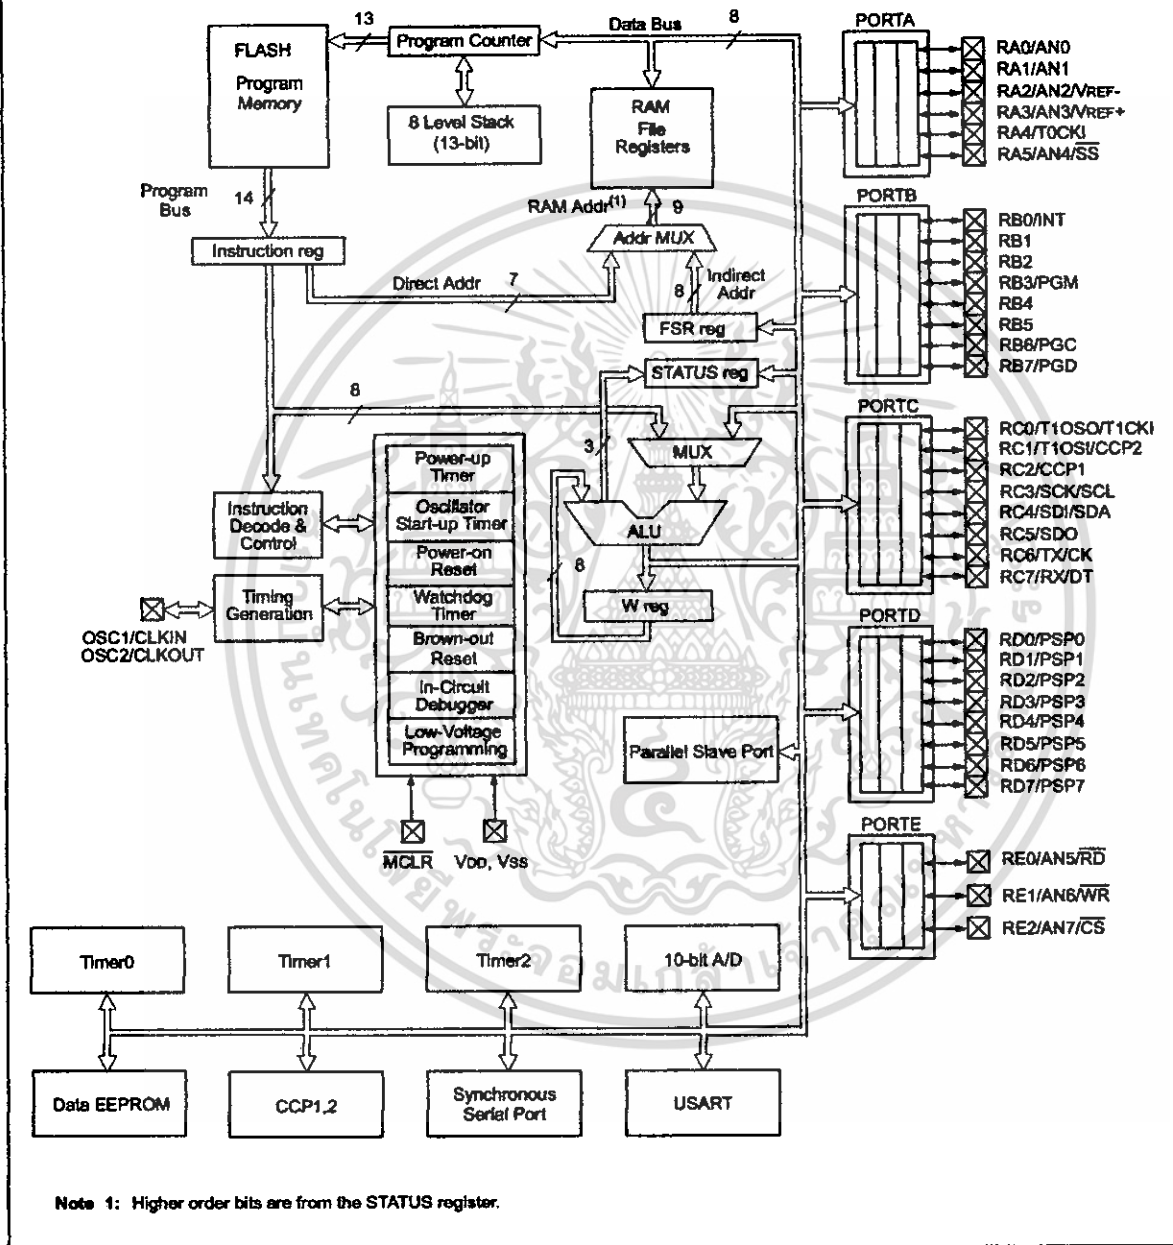 13
Data Bus
8
PORTA
FLASH
Program
Memory
Program Counter
RA0/AN0
RA1/AN1
RA2/AN2/VREF-
RA3/AN3/VREF+
RA4/T0CKI
RA5/AN4/SS
8 Level Stack
(13-bit)
RAM
File
Registers
Program
Bus
14
RAM Addr(1)
9
PORTB
Instruction reg
Addr MUX
RB0/INT
RB1
RB2
RB3/PGM
RB4
RB5
RB6/PGC
RB7/PGD
Direct Addr
7
8
Indirect
Addr
FSR reg
STATUS reg
8
PORTC
3
MUX
RC0/T1OSO/T1CKI
RC1/T1OSI/CCP2
RC2/CCP1
RC3/SCK/SCL
RC4/SDI/SDA
RC5/SDO
RC6/TX/CK
RC7/RX/DT
Power-up
Timer
Instruction
Decode &
Control
Oscillator
Start-up Timer
ALU
Power-on
Reset
8
Timing
Generation
Watchdog
Timer
W reg
OSC1/CLKIN
OSC2/CLKOUT
Brown-out
Reset
In-Circuit
Debugger
Low-Voltage
Programming
PORTD
RD0/PSP0
RD1/PSP1
RD2/PSP2
RD3/PSP3
RD4/PSP4
RD5/PSP5
RD6/PSP6
RD7/PSP7
Parallel Slave Port
MCLR
VDD, VSS
PORTE
RE0/AN5/RD
RE1/AN6/WR
RE2/AN7/CS
Timer0
Timer1
Timer2
10-bit A/D
Data EEPROM
CCP1,2
Synchronous
Serial Port
USART
Note 1: Higher order bits are from the STATUS register.